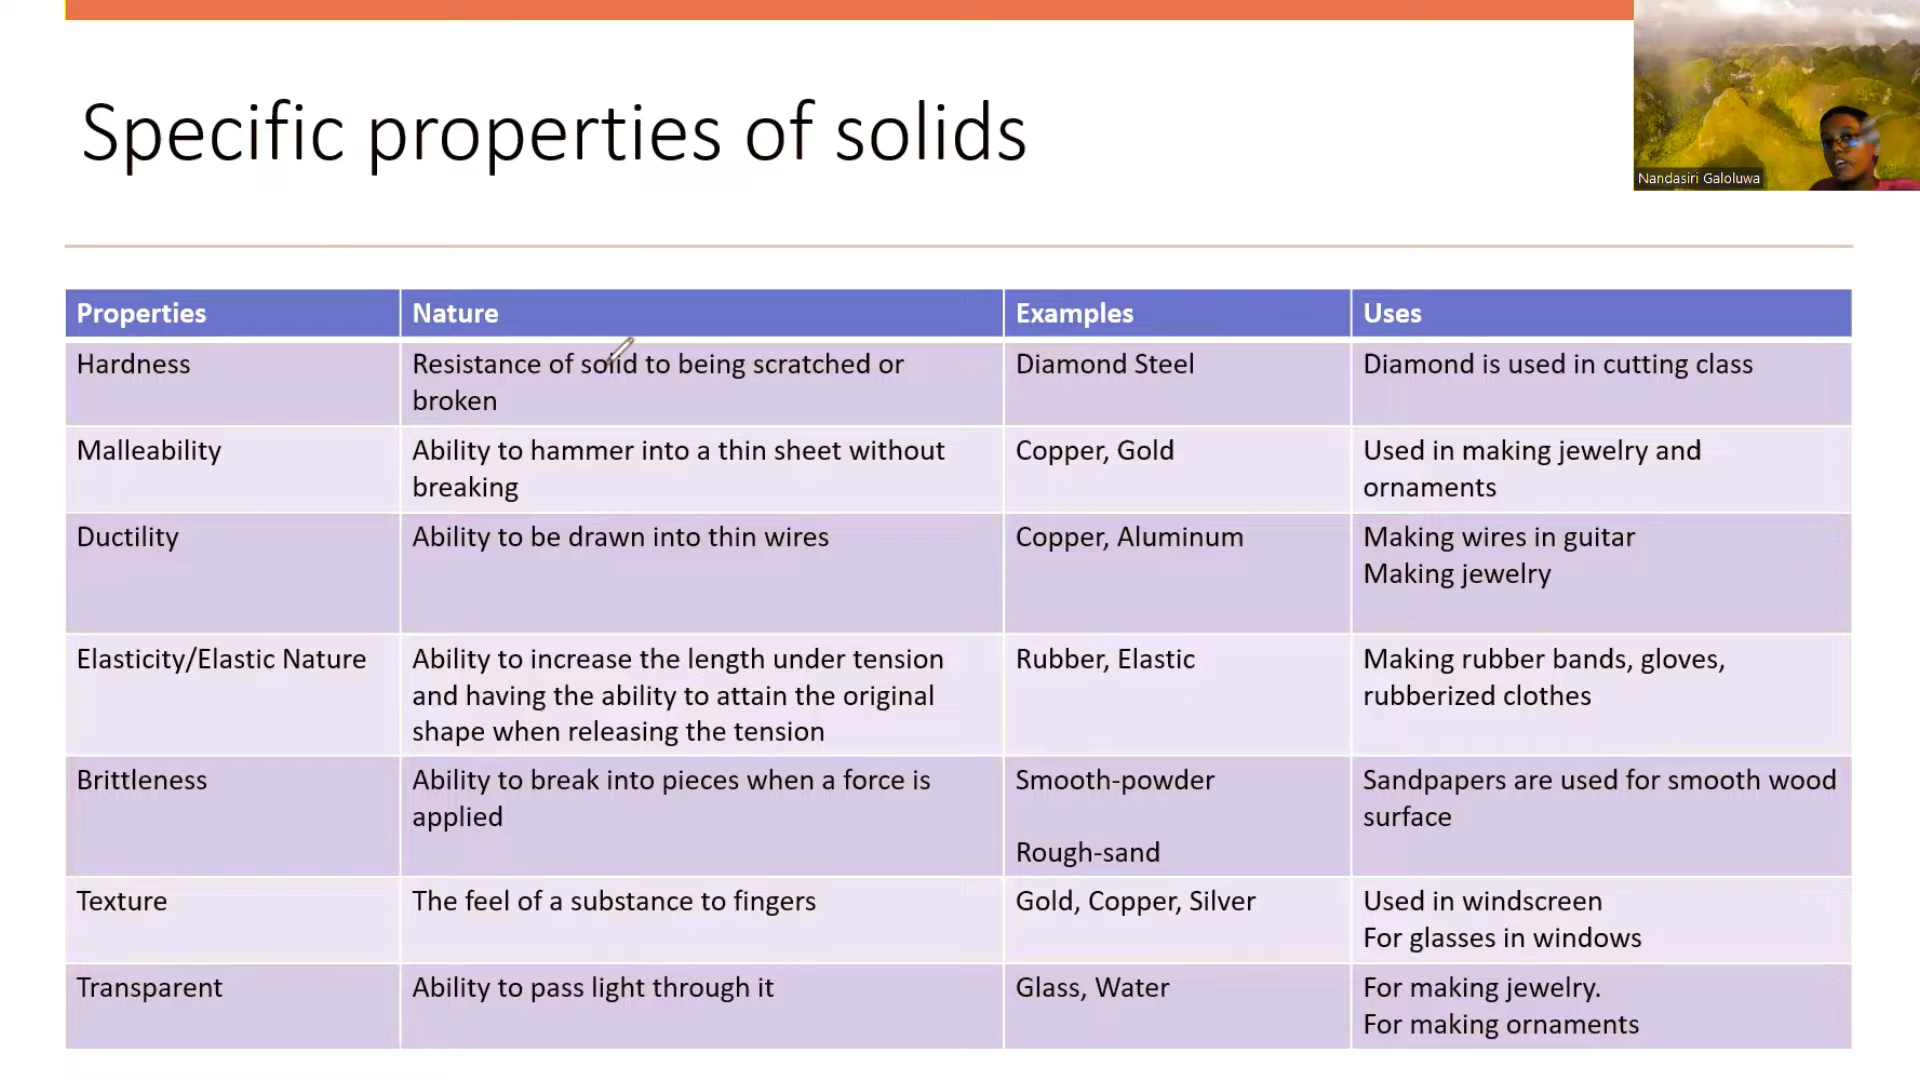 Specific properties of solids
Nandasiri Galoluwa
Properties Nature Examples Uses
Hardness Resistance of solid to being scratched or Diamond Steel Diamond is used in cutting class
broken
Malleability Ability to hammer into a thin sheet without Copper, Gold Used in making jewelry and
breaking ornaments
Ductility Ability to be drawn into thin wires Copper, Aluminum Making wires in guitar
Making jewelry
Elasticity/Elastic Nature Ability to increase the length under tension Rubber, Elastic Making rubber bands, gloves,
and having the ability to attain the original rubberized clothes
shape when releasing the tension
Brittleness Ability to break into pieces when a force is Smooth-powder Sandpapers are used for smooth wood
applied surface
Rough-sand
Texture The feel of a substance to fingers Gold, Copper, Silver Used in windscreen
For glasses in windows
Transparent Ability to pass light through it Glass, Water For making jewelry.
For making ornaments